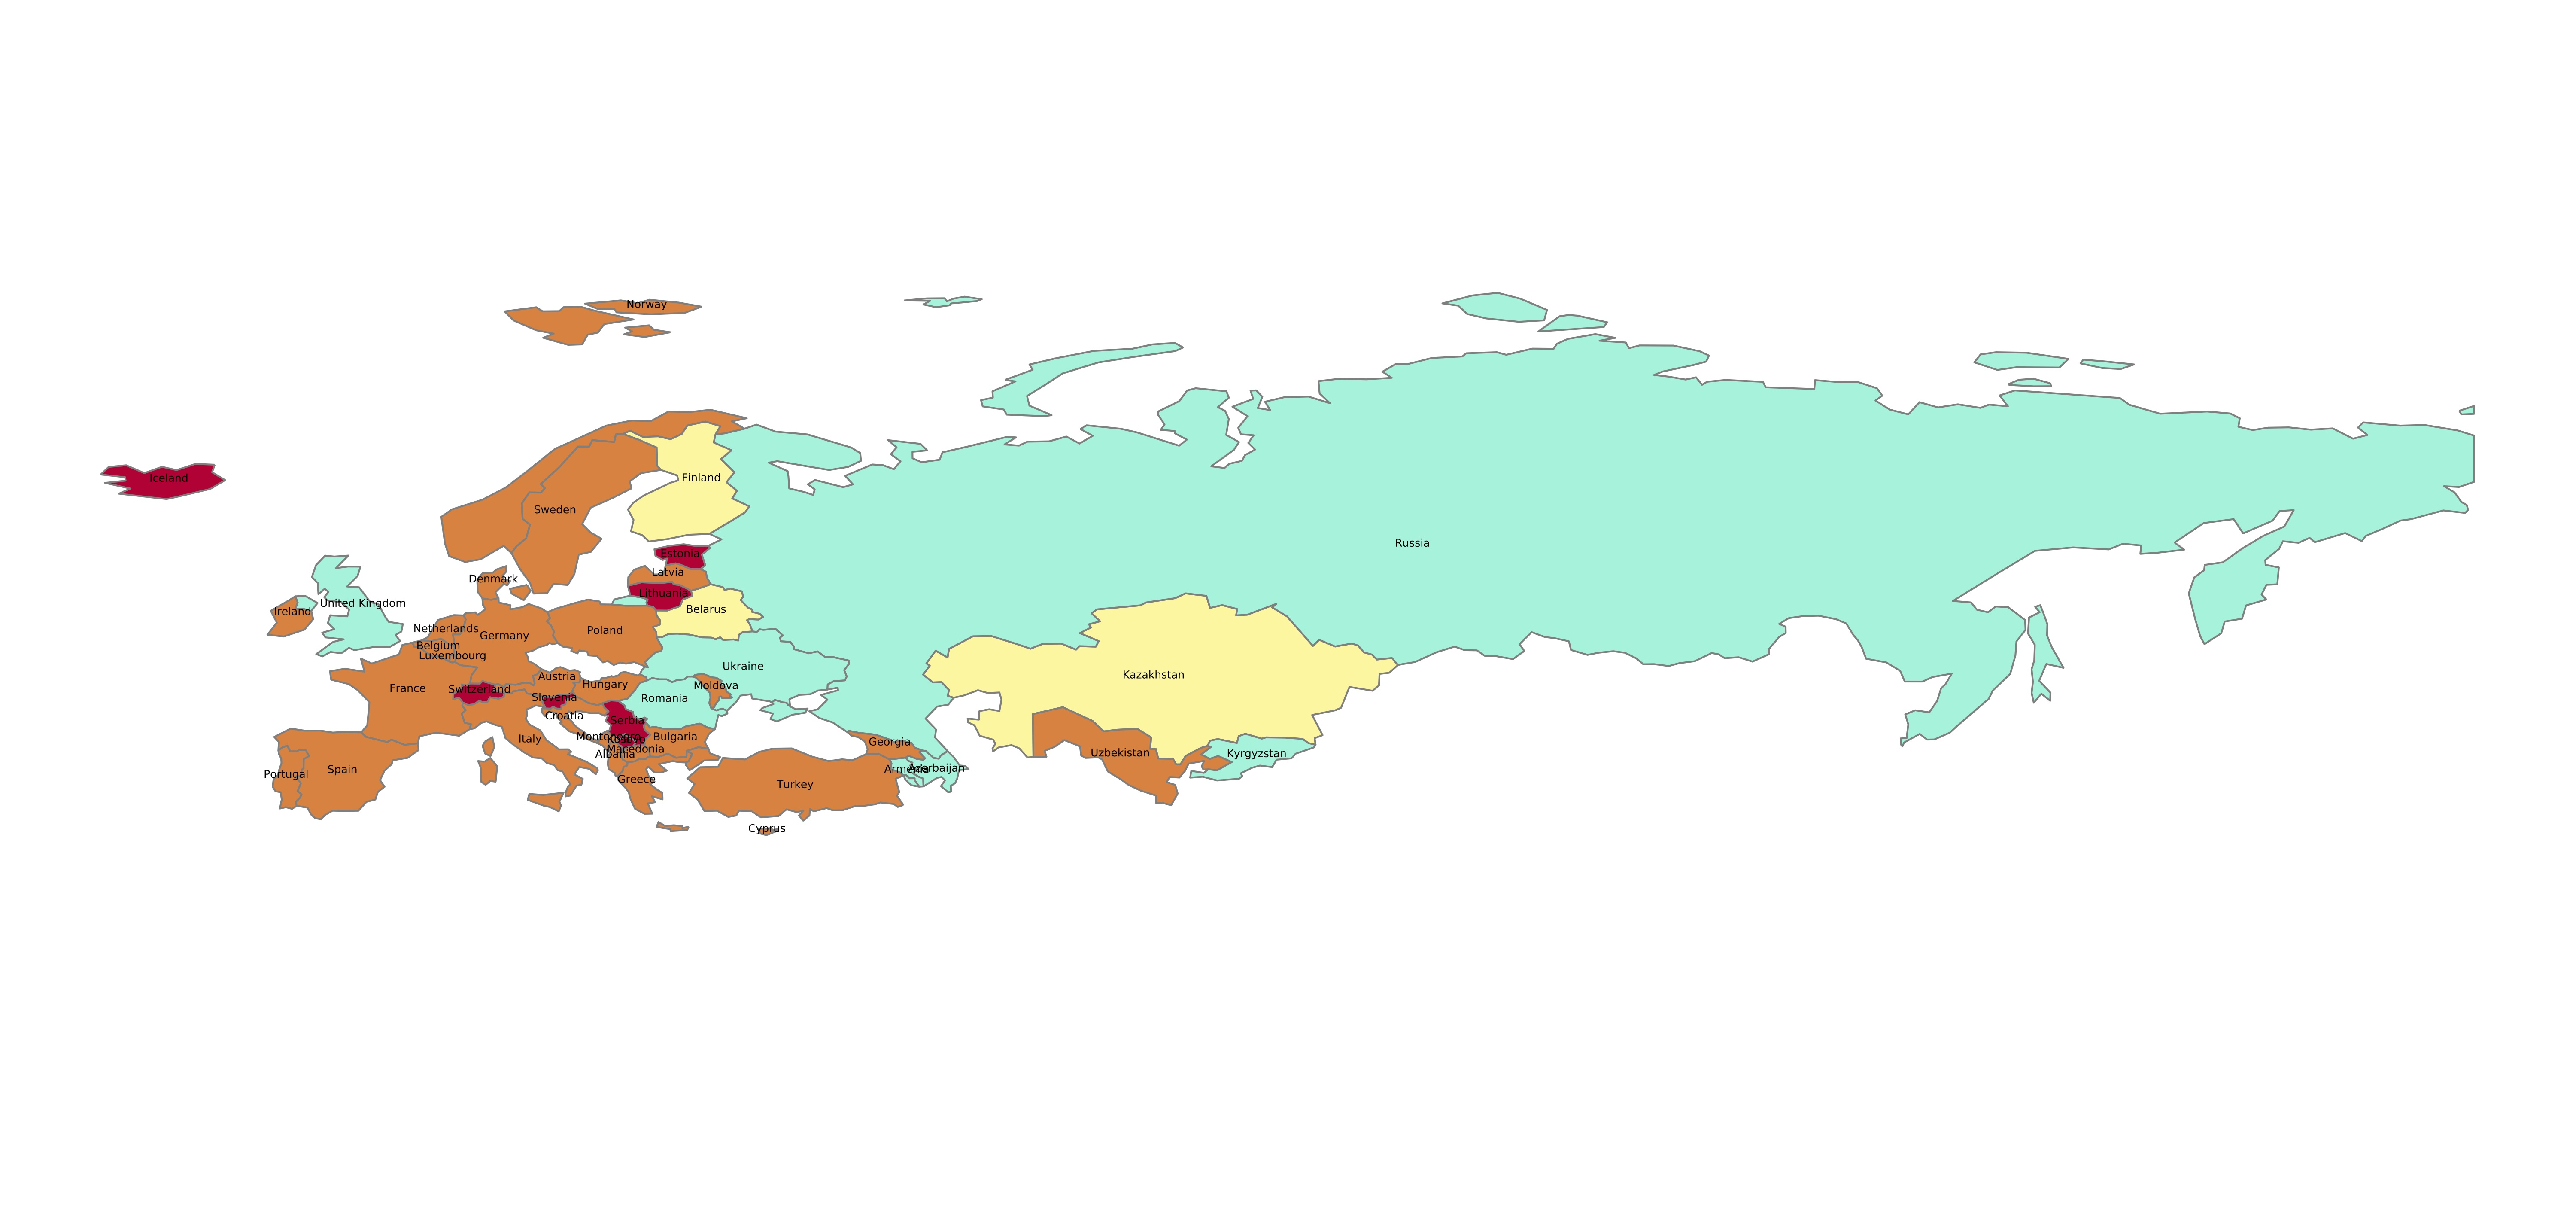 Norway
Iceland
Finland
Sweden
Russia
Estonia
Latvia
Denmark
Lithuania
United Kingdom
Belarus
Ireland
Netherlands
Poland
Germany
Belgium
Luxembourg
Ukraine
Kazakhstan
Austria
Hungary
Moldova
France
Switzerland
Slovenia
Romania
Croatia
Serbia
Montenegro
Kosovo
Bulgaria
Italy
Georgia
Macedonia
Albania
Uzbekistan
Kyrgyzstan
Armenia
Azerbaijan
Spain
Portugal
Greece
Turkey
Cyprus